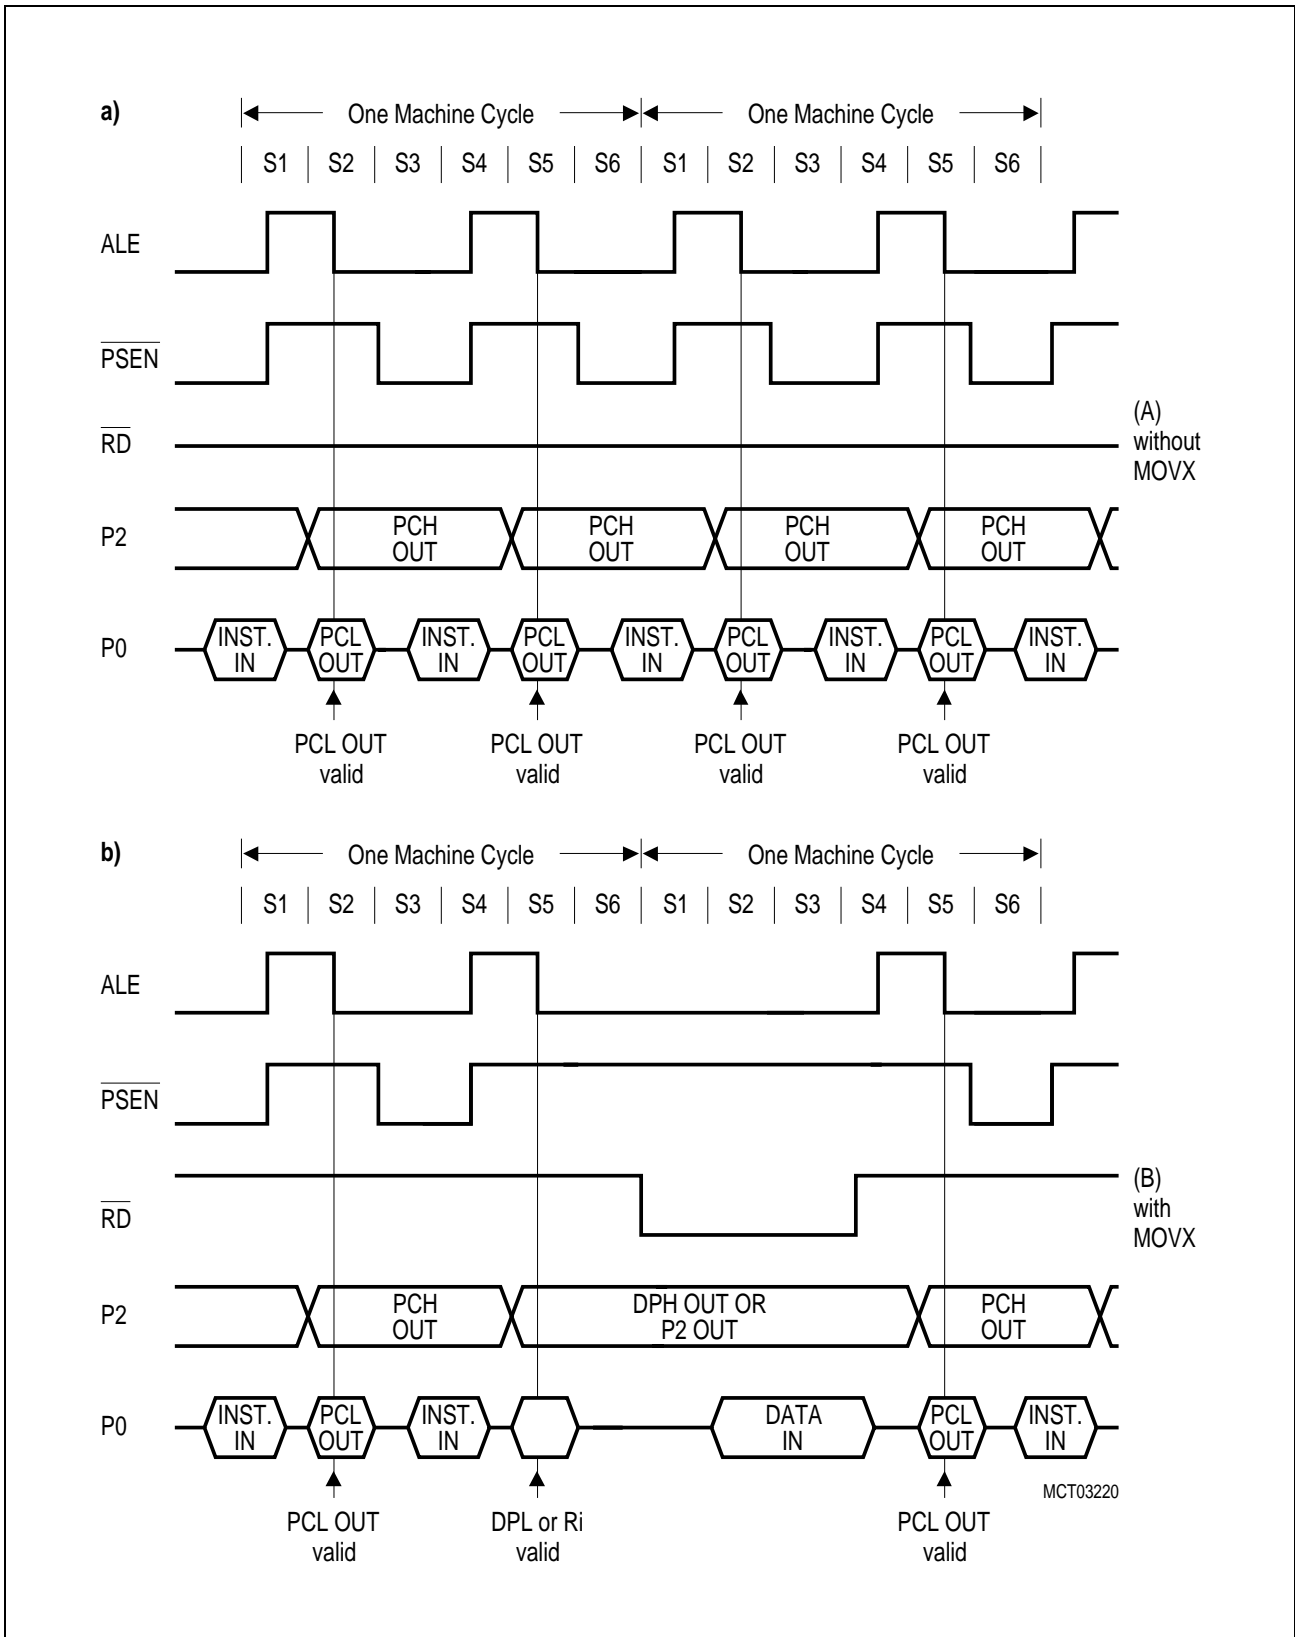 a)
One Machine Cycle One Machine Cycle
S1 S2 S3 S4 S5 S6 S1 S2 S3 S4 S5 S6
ALE
PSEN
RD
(A)
without
MOVX
P2
PCH PCH PCH PCH
OUT OUT OUT OUT
P0
INST. PCL INST. PCL INST. PCL INST. PCL INST.
IN OUT IN OUT IN OUT IN OUT IN
PCL OUT PCL OUT PCL OUT PCL OUT
valid valid valid valid
b)
One Machine Cycle One Machine Cycle
S1 S2 S3 S4 S5 S6 S1 S2 S3 S4 S5 S6
ALE
PSEN
RD
(B)
with
MOVX
P2
PCH DPH OUT OR PCH
OUT P2 OUT OUT
P0
INST. PCL INST. DATA PCL INST.
IN OUT IN IN OUT IN
MCT03220
PCL OUT DPL or Ri PCL OUT
valid valid valid